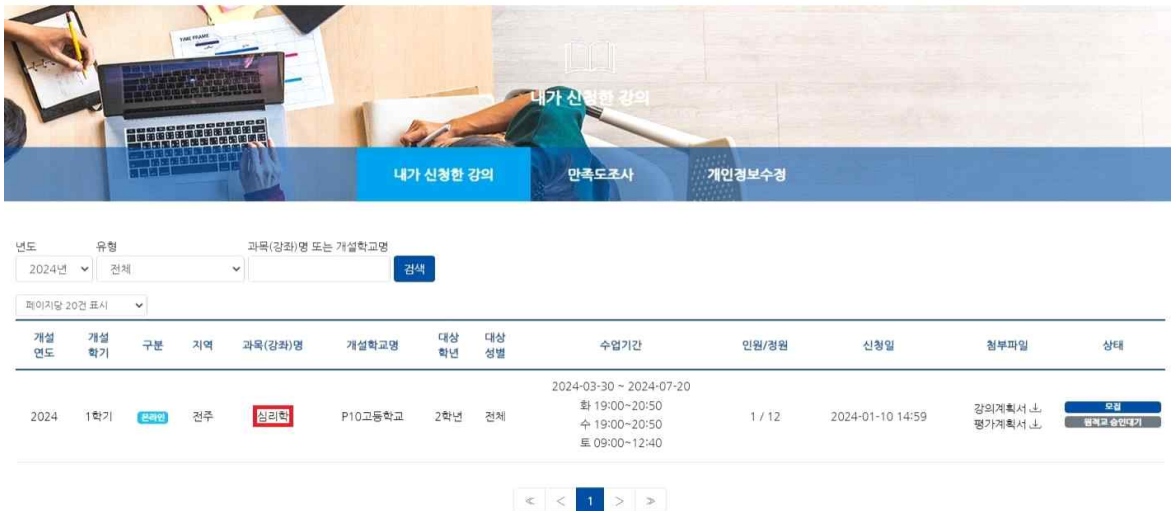 TIME FRAME
내가 신청한 강의
내가 신청한 강의 만족도조사 개인정보수정
년도 유형 과목(강좌)명 또는 개설학교명
2024년 전체 검색
페이지당 20건 표시
개설연도 개설학기 구분 지역 과목(강좌)명 개설학교명 대상학년 대상성별 수업기간 인원/정원 신청일 첨부파일 상태
2024-03-30 ~ 2024-07-20
화 19:00~20:50
2024 1학기 온라인 전주 심리학 P10고등학교 2학년 전체 수 19:00~20:50 1 / 12 2024-01-10 14:59 강의계획서 평가계획서 모집 원적교 승인대기
토 09:00~12:40
≪ < 1 > ≫